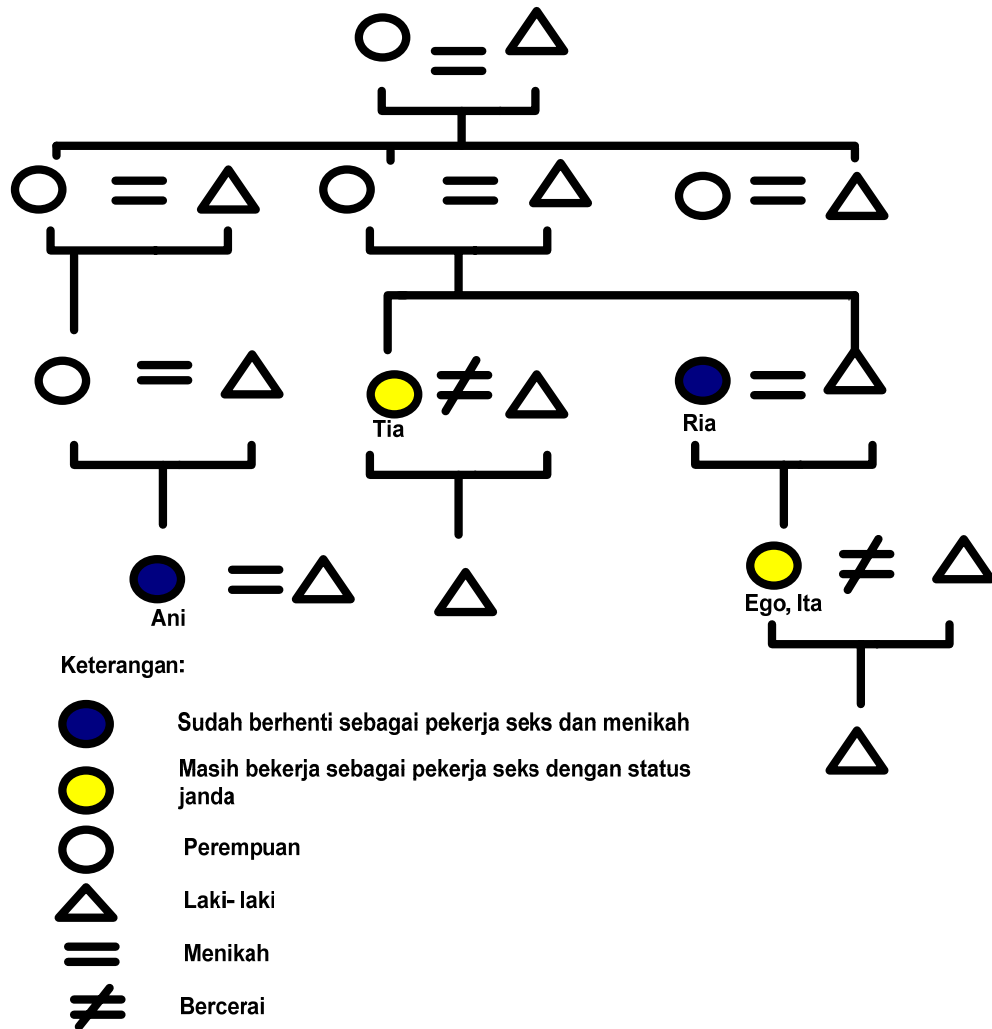 Tia
Ria
Ani
Ego, Ita
Keterangan:
Sudah berhenti sebagai pekerja seks dan menikah
Masih bekerja sebagai pekerja seks dengan status
janda
Perempuan
Laki- laki
Menikah
Bercerai